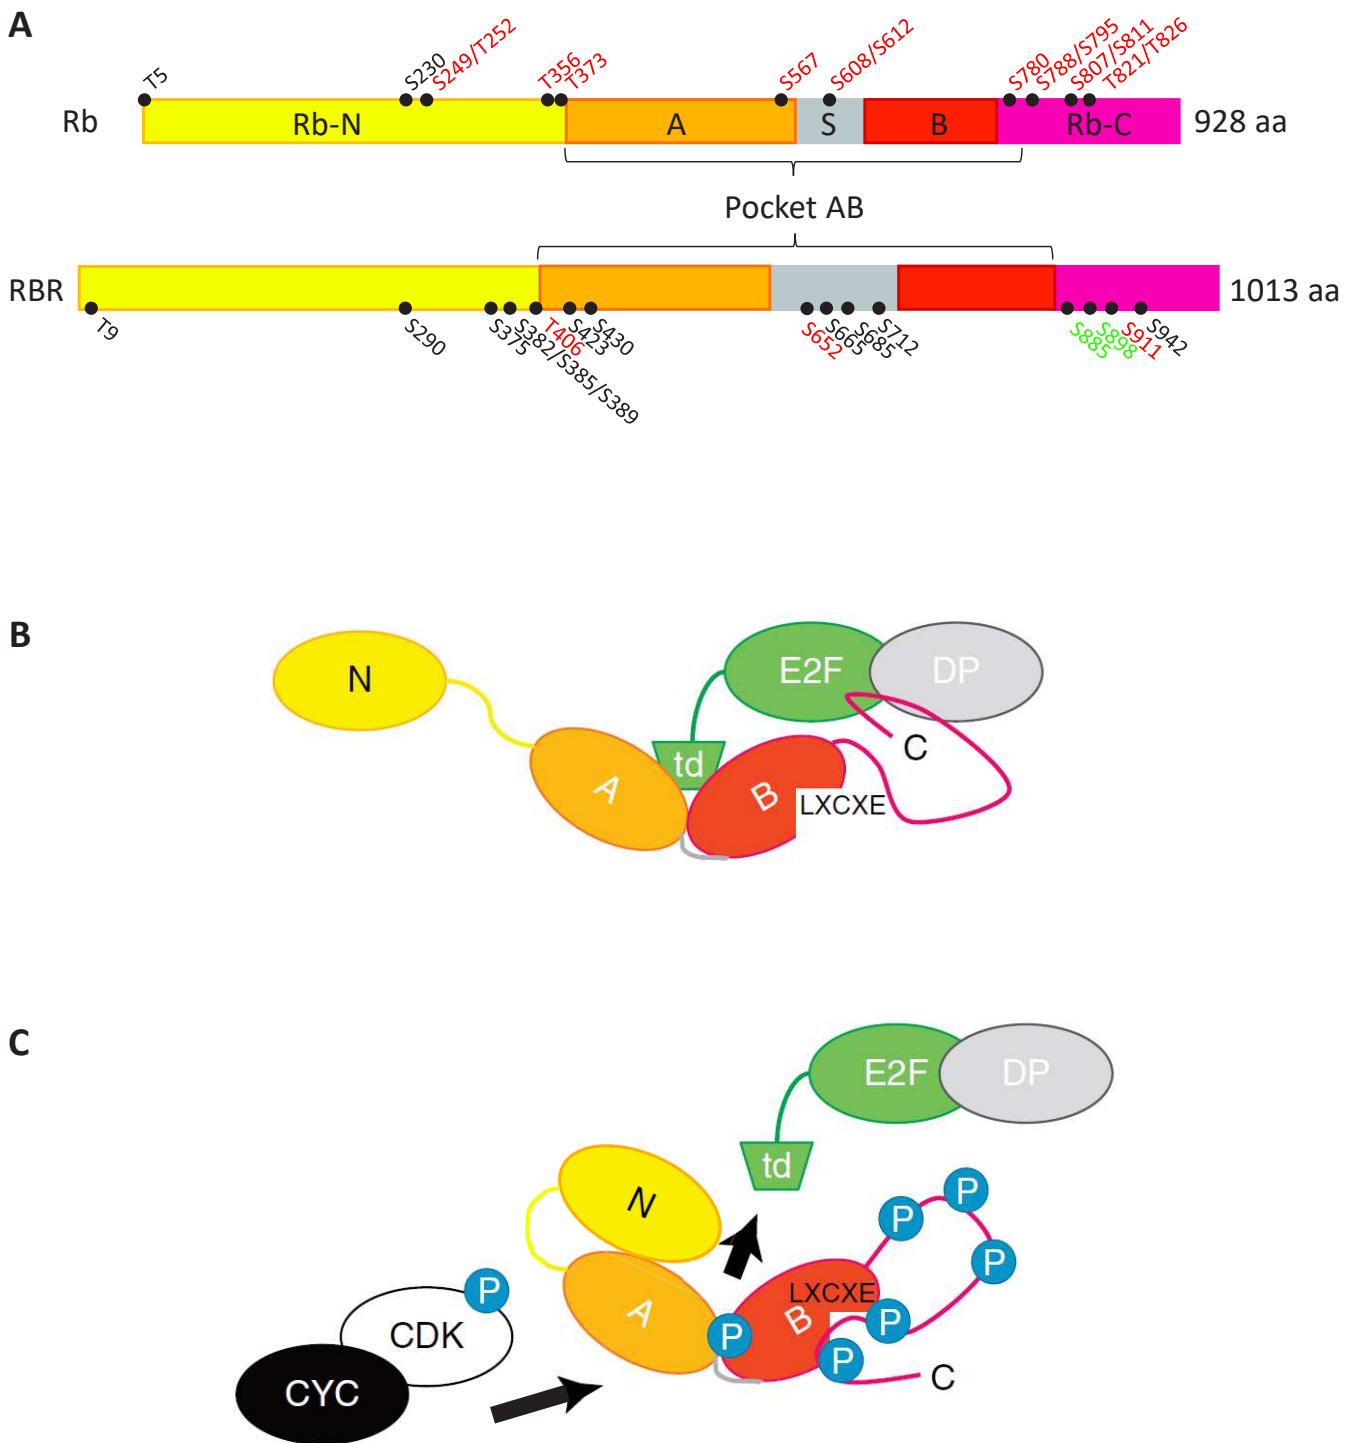 A
T5
S230
S249/T252
T356
T373
S567
S608/S612
S780
S788/S795
S807/S811
T821/T826
Rb
Rb-N
A
S
B
Rb-C
928 aa
Pocket AB
RBR
1013 aa
T9
S290
S375
S382/S385/S389
T406
S423
S430
S652
S665
S685
S712
S885
S898
S911
S942
B
N
E2F
DP
C
td
A
B
LXCXE
C
E2F
DP
td
N
P
P
P
P
LXCXE
A
P
B
P
P
CDK
C
CYC